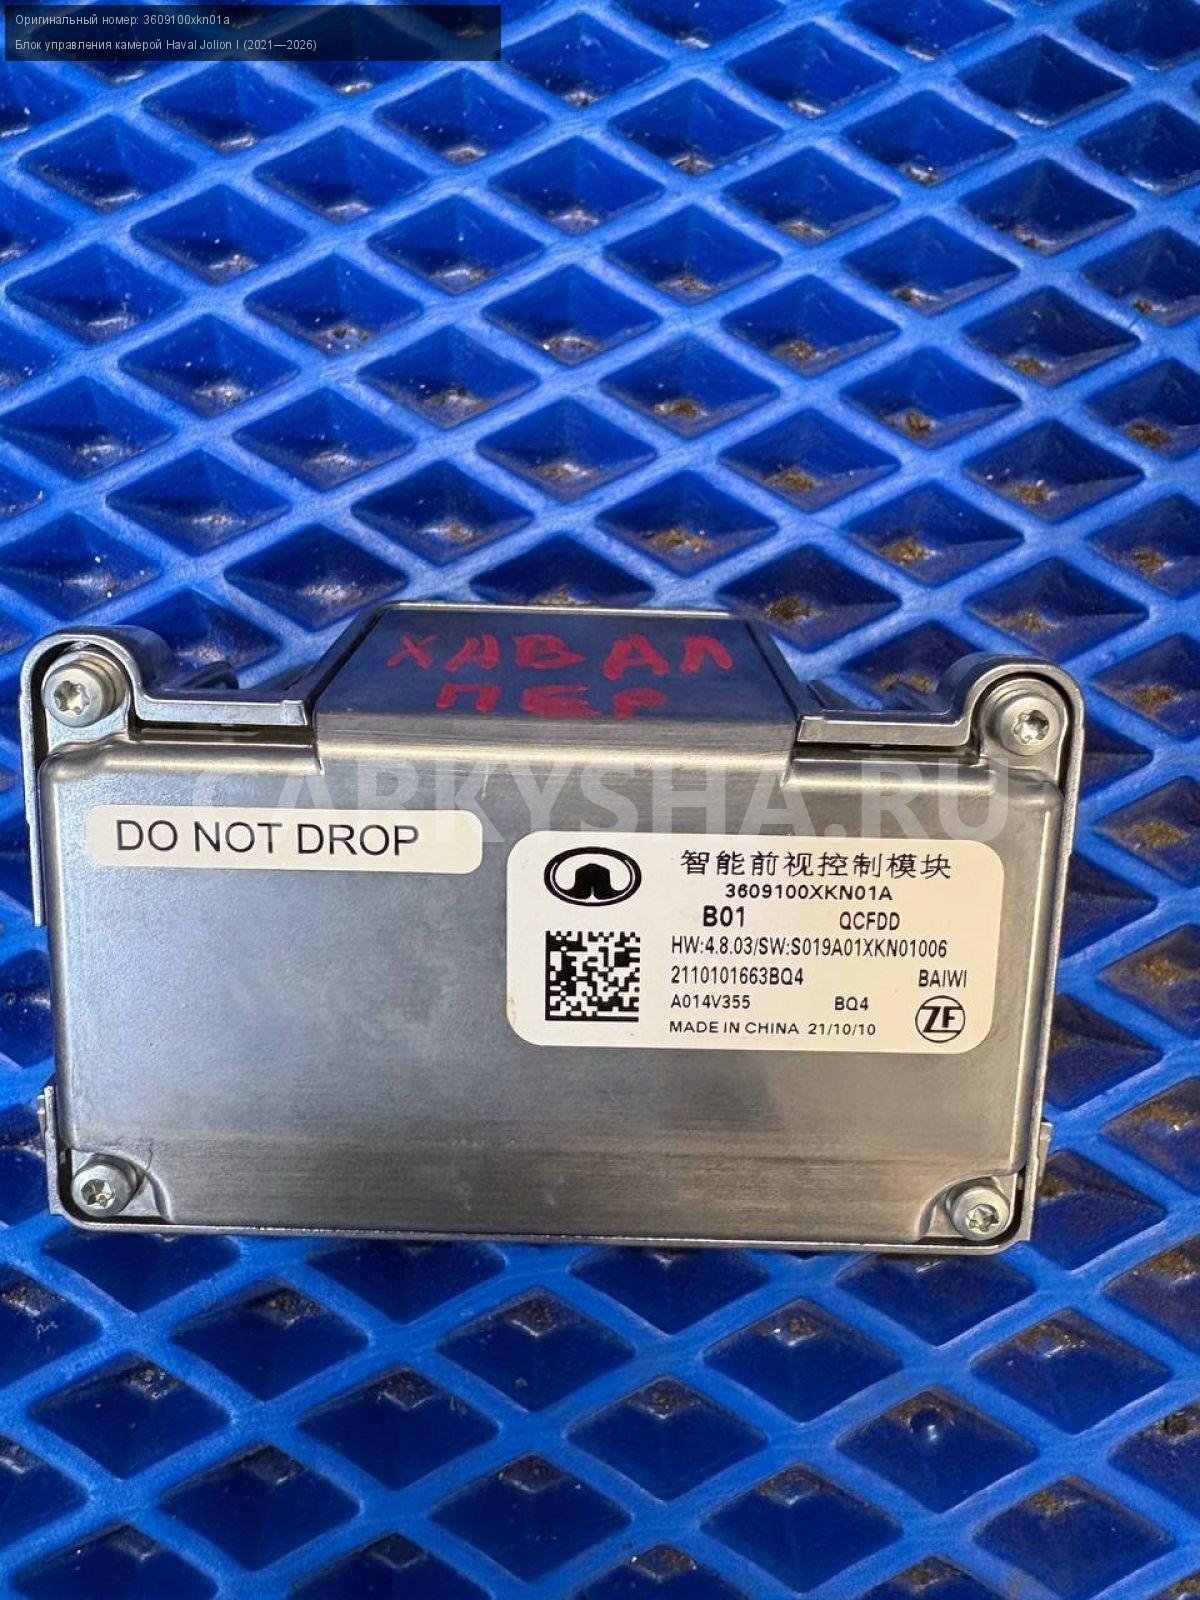 Оригинальный номер: 3609100xkn01a
Блок управления камерой Haval Jolion I (2021—2026)
ХАВАЛ
ПЕР
CARKYSHA.RU
DO NOT DROP
智能前视控制模块
3609100XKN01A
B01 QCFDD
HW:4.8.03/SW:S019A01XKN01006
2110101663BQ4 BAIWI
A014V355 BQ4
MADE IN CHINA 21/10/10
ZF